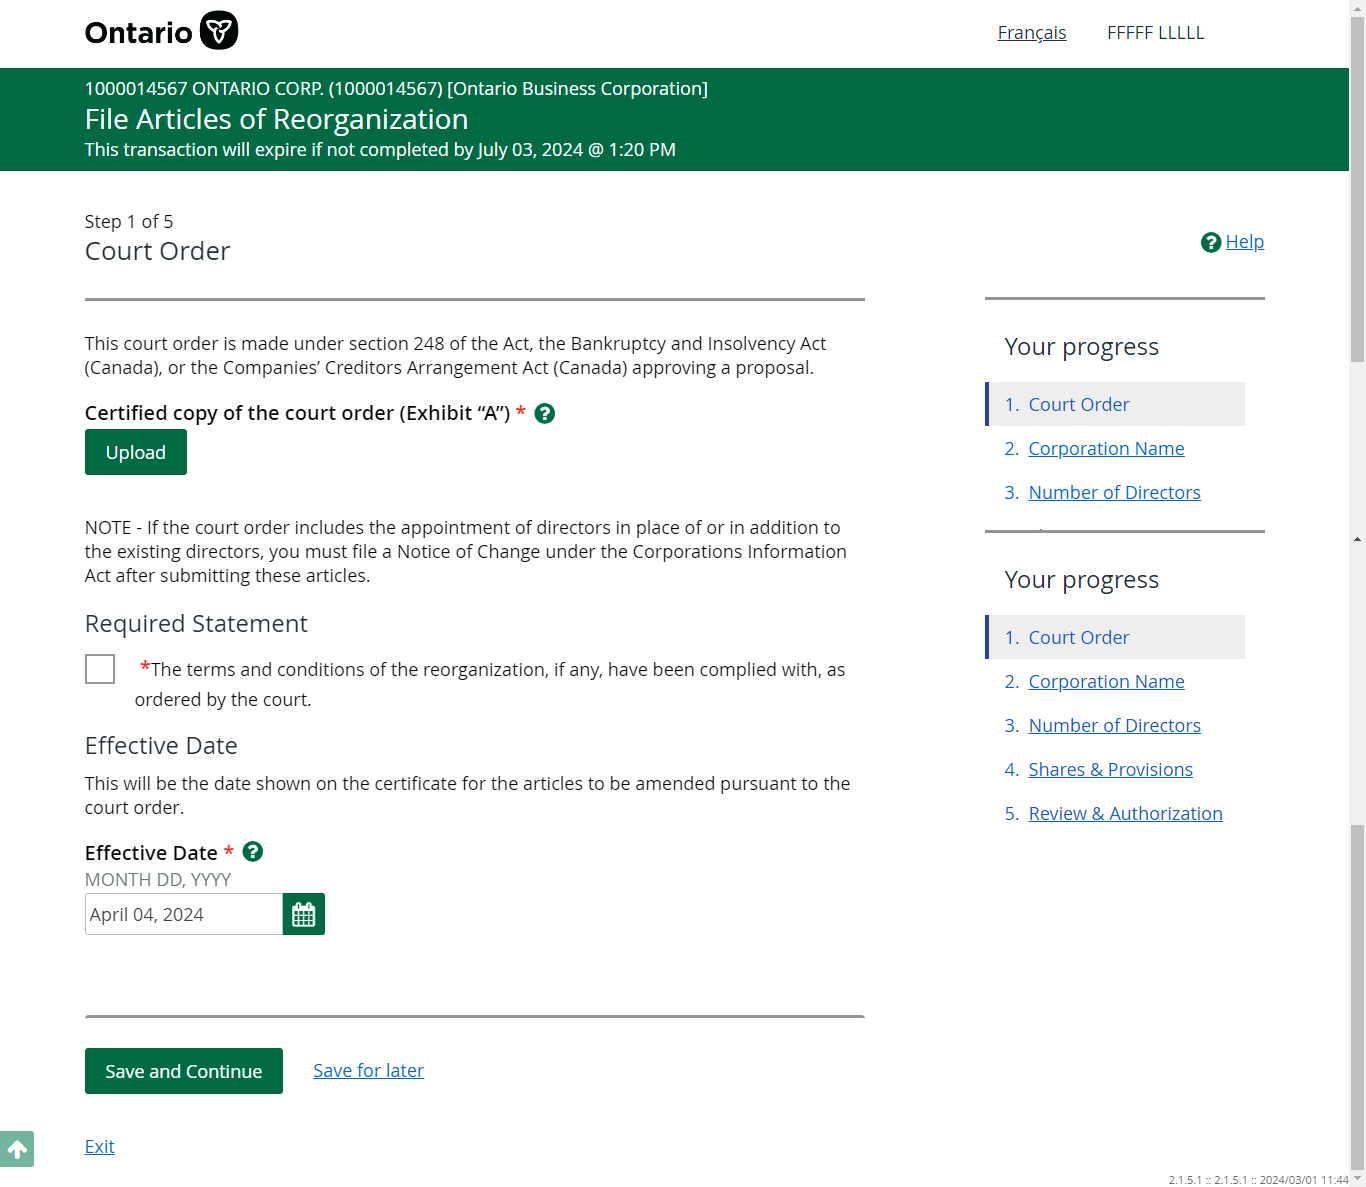 Ontario
Français
FFFFF LLLLL
1000014567 ONTARIO CORP. (1000014567) [Ontario Business Corporation]
File Articles of Reorganization
This transaction will expire if not completed by July 03, 2024 @ 1:20 PM
Step 1 of 5
Court Order
Help
This court order is made under section 248 of the Act, the Bankruptcy and Insolvency Act
(Canada), or the Companies’ Creditors Arrangement Act (Canada) approving a proposal.
Certified copy of the court order (Exhibit “A”) * ?
Upload
NOTE - If the court order includes the appointment of directors in place of or in addition to
the existing directors, you must file a Notice of Change under the Corporations Information
Act after submitting these articles.
Required Statement
*The terms and conditions of the reorganization, if any, have been complied with, as
ordered by the court.
Effective Date
This will be the date shown on the certificate for the articles to be amended pursuant to the
court order.
Effective Date * ?
MONTH DD, YYYY
April 04, 2024
Save and Continue
Save for later
Exit
Your progress
1. Court Order
2. Corporation Name
3. Number of Directors
Your progress
1. Court Order
2. Corporation Name
3. Number of Directors
4. Shares & Provisions
5. Review & Authorization
2.1.5.1 :: 2.1.5.1 :: 2024/03/01 11:44